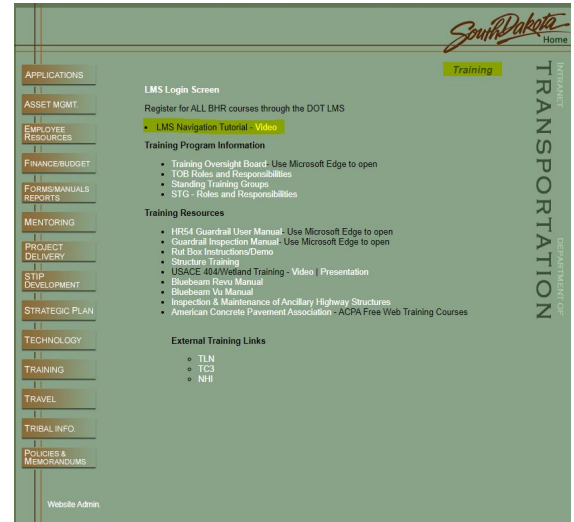 SouthDakota
Home
Training
INTRANET
TRANSPORTATION
DEPARTMENT OF
APPLICATIONS
ASSET MGMT.
EMPLOYEE
RESOURCES
FINANCE/BUDGET
FORMS/MANUALS
REPORTS
MENTORING
PROJECT
DELIVERY
STIP
DEVELOPMENT
STRATEGIC PLAN
TECHNOLOGY
TRAINING
TRAVEL
TRIBAL INFO.
POLICIES &
MEMORANDUMS
Website Admin.
LMS Login Screen
Register for ALL BHR courses through the DOT LMS
• LMS Navigation Tutorial - Video
Training Program Information
• Training Oversight Board- Use Microsoft Edge to open
• TOB Roles and Responsibilities
• Standing Training Groups
• STG - Roles and Responsibilities
Training Resources
• HR54 Guardrail User Manual- Use Microsoft Edge to open
• Guardrail Inspection Manual- Use Microsoft Edge to open
• Rut Box Instructions/Demo
• Structure Training
• USACE 404/Wetland Training - Video | Presentation
• Bluebeam Revu Manual
• Bluebeam Vu Manual
• Inspection & Maintenance of Ancillary Highway Structures
• American Concrete Pavement Association - ACPA Free Web Training Courses
External Training Links
○ TLN
○ TC3
○ NHI